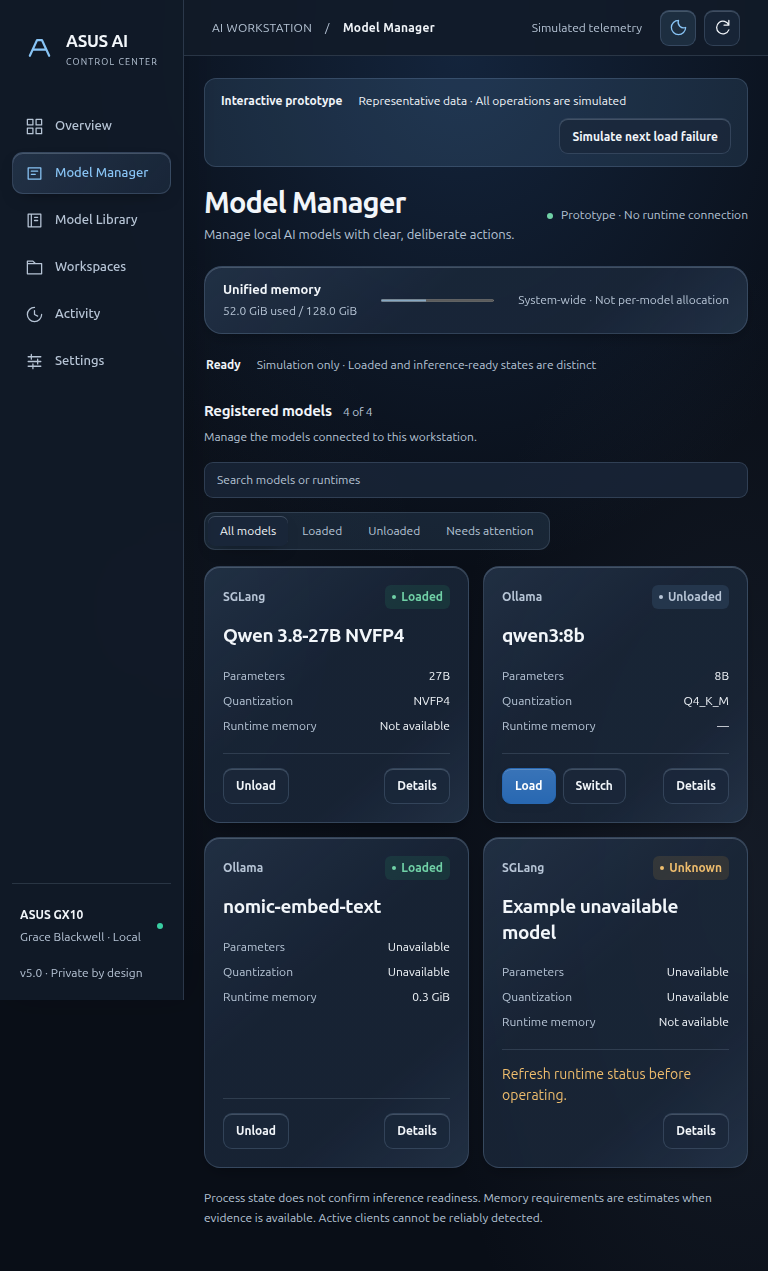 ASUS AI
CONTROL CENTER
Overview
Model Manager
Model Library
Workspaces
Activity
Settings
ASUS GX10
Grace Blackwell · Local
v5.0 · Private by design
AI WORKSTATION / Model Manager
Simulated telemetry
Interactive prototype Representative data · All operations are simulated
Simulate next load failure
Model Manager
Manage local AI models with clear, deliberate actions.
Prototype · No runtime connection
Unified memory
52.0 GiB used / 128.0 GiB
System-wide · Not per-model allocation
Ready Simulation only · Loaded and inference-ready states are distinct
Registered models 4 of 4
Manage the models connected to this workstation.
Search models or runtimes
All models Loaded Unloaded Needs attention
SGLang Loaded
Qwen 3.8-27B NVFP4
Parameters 27B
Quantization NVFP4
Runtime memory Not available
Unload Details
Ollama Unloaded
qwen3:8b
Parameters 8B
Quantization Q4_K_M
Runtime memory —
Load Switch Details
Ollama Loaded
nomic-embed-text
Parameters Unavailable
Quantization Unavailable
Runtime memory 0.3 GiB
Unload Details
SGLang Unknown
Example unavailable
model
Parameters Unavailable
Quantization Unavailable
Runtime memory Not available
Refresh runtime status before
operating.
Details
Process state does not confirm inference readiness. Memory requirements are estimates when
evidence is available. Active clients cannot be reliably detected.